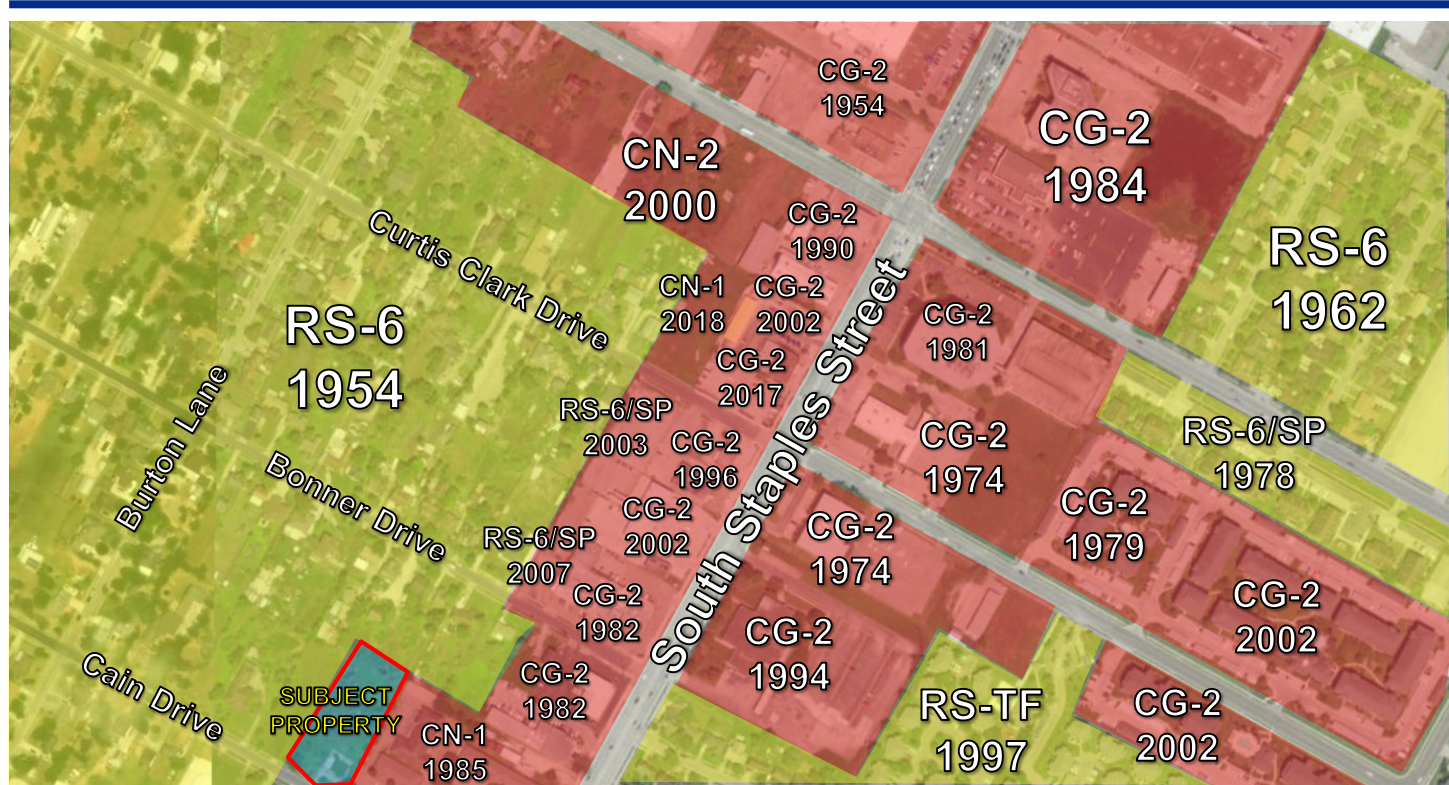 CG-2
1954
CG-2
1984
CN-2
2000
CG-2
1990
RS-6
1962
Curtis Clark Drive
CN-1
2018
CG-2
2002
CG-2
1981
RS-6
1954
CG-2
2017
South Staples Street
Burton Lane
RS-6/SP
2003
CG-2
1996
CG-2
1974
RS-6/SP
1978
Bonner Drive
CG-2
2002
CG-2
1974
CG-2
1979
RS-6/SP
2007
CG-2
1982
CG-2
2002
CG-2
1994
Cain Drive
SUBJECT
PROPERTY
CG-2
1982
RS-TF
1997
CG-2
2002
CN-1
1985